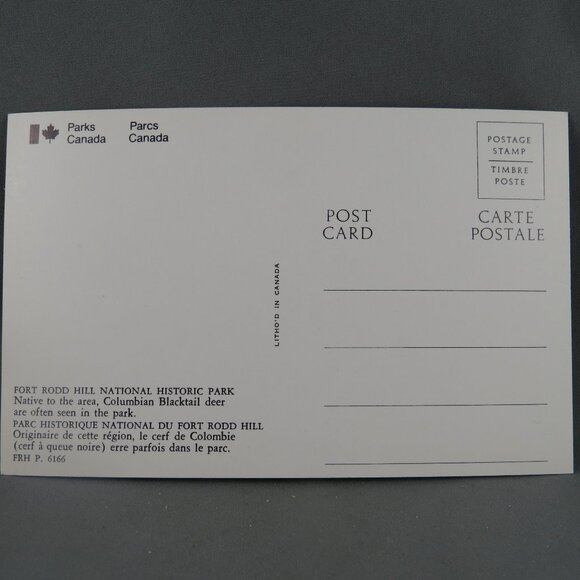 Parks Canada
Parcs Canada
POSTAGE
STAMP
TIMBRE
POSTE
POST CARD
CARTE POSTALE
LITHO'D IN CANADA
FORT RODD HILL NATIONAL HISTORIC PARK
Native to the area, Columbian Blacktail deer
are often seen in the park.
PARC HISTORIQUE NATIONAL DU FORT RODD HILL
Originaire de cette région, le cerf de Colombie
(cerf à queue noire) erre parfois dans le parc.
FRH P. 6166